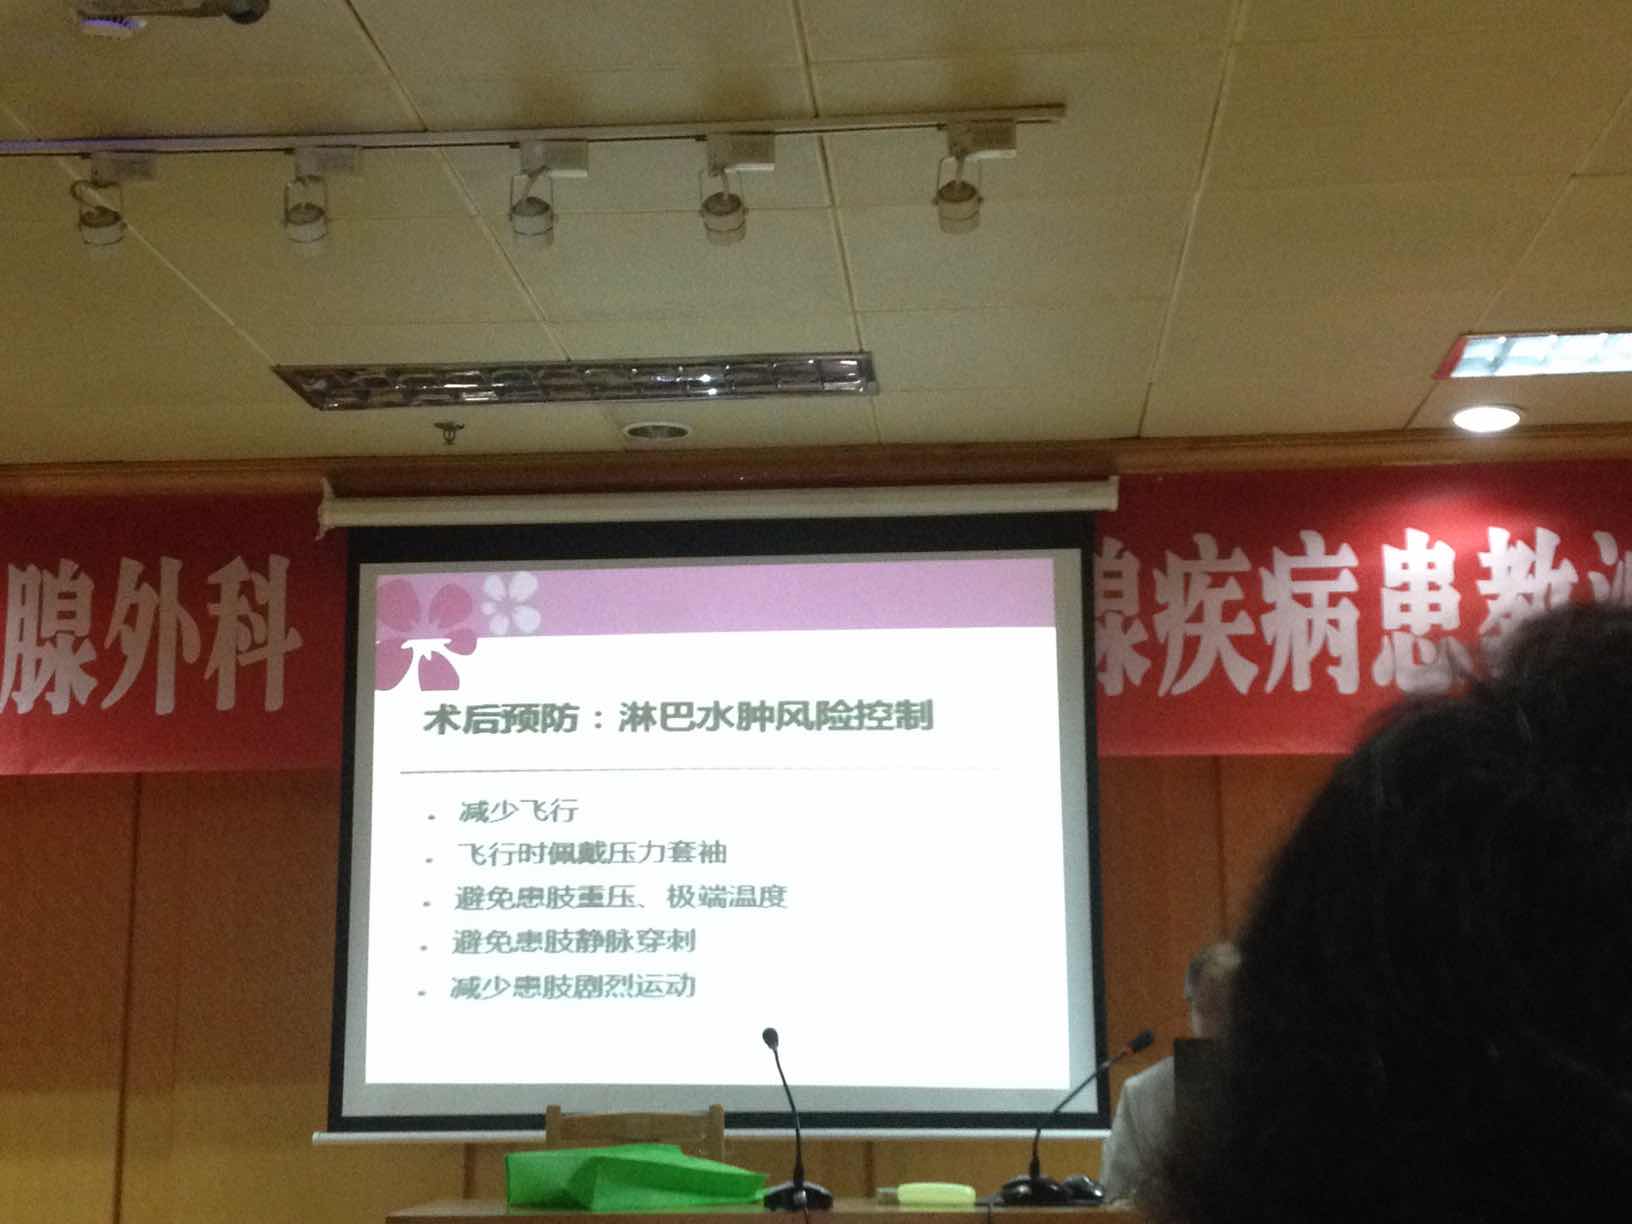 腺外科
腺疾病患教
术后预防：淋巴水肿风险控制
减少飞行
飞行时佩戴压力套袖
避免患肢重压、极端温度
避免患肢静脉穿刺
减少患肢剧烈运动